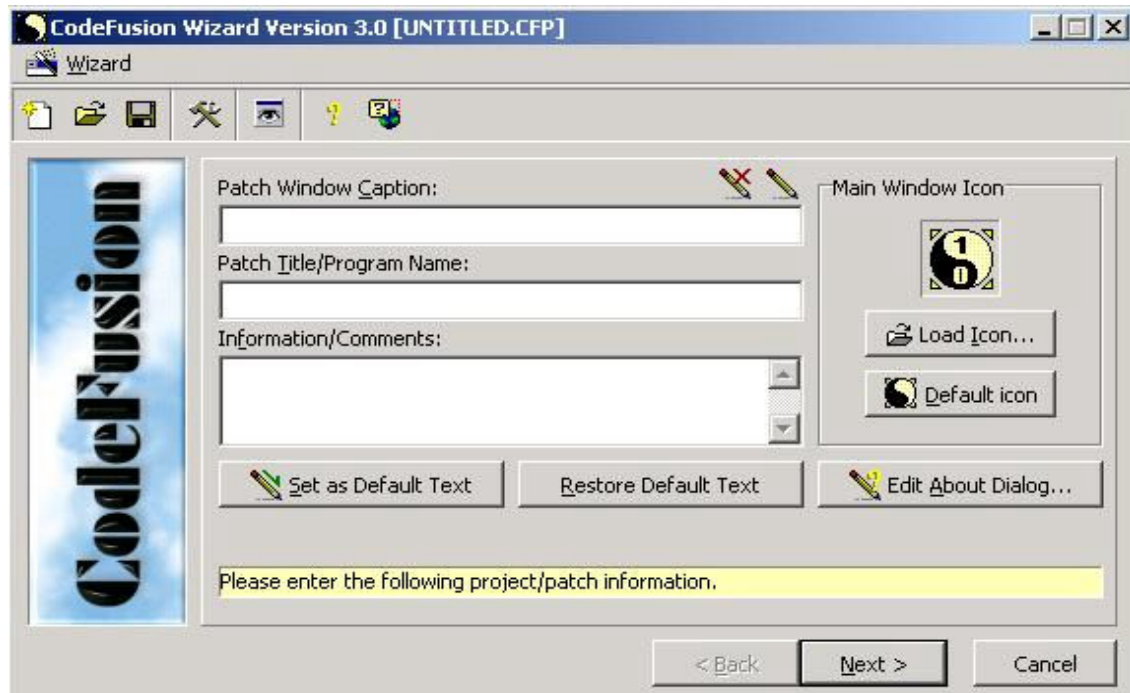 CodeFusion Wizard Version 3.0 [UNTITLED.CFP]
Wizard
CodeFusion
Patch Window Caption:
Patch Title/Program Name:
Information/Comments:
Main Window Icon
1
0
Load Icon...
Default icon
Set as Default Text
Restore Default Text
Edit About Dialog...
Please enter the following project/patch information.
< Back
Next >
Cancel